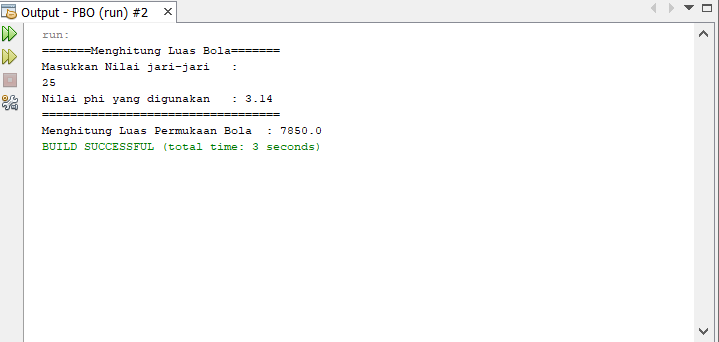 Output - PBO (run) #2
run:
=======Menghitung Luas Bola=======
Masukkan Nilai jari-jari   :
25
Nilai phi yang digunakan   : 3.14
==================================
Menghitung Luas Permukaan Bola  : 7850.0
BUILD SUCCESSFUL (total time: 3 seconds)